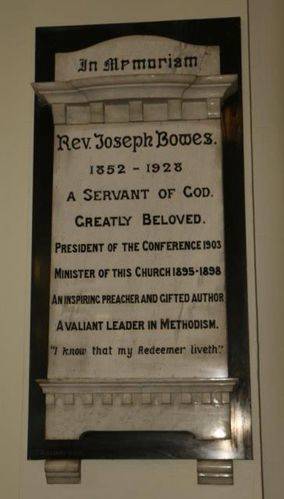 In Memoriam
Rev. Joseph Bowes.
1852 - 1928
A SERVANT OF GOD.
GREATLY BELOVED.
PRESIDENT OF THE CONFERENCE 1903
MINISTER OF THIS CHURCH 1895-1898
AN INSPIRING PREACHER AND GIFTED AUTHOR
A VALIANT LEADER IN METHODISM.
"I know that my Redeemer liveth".